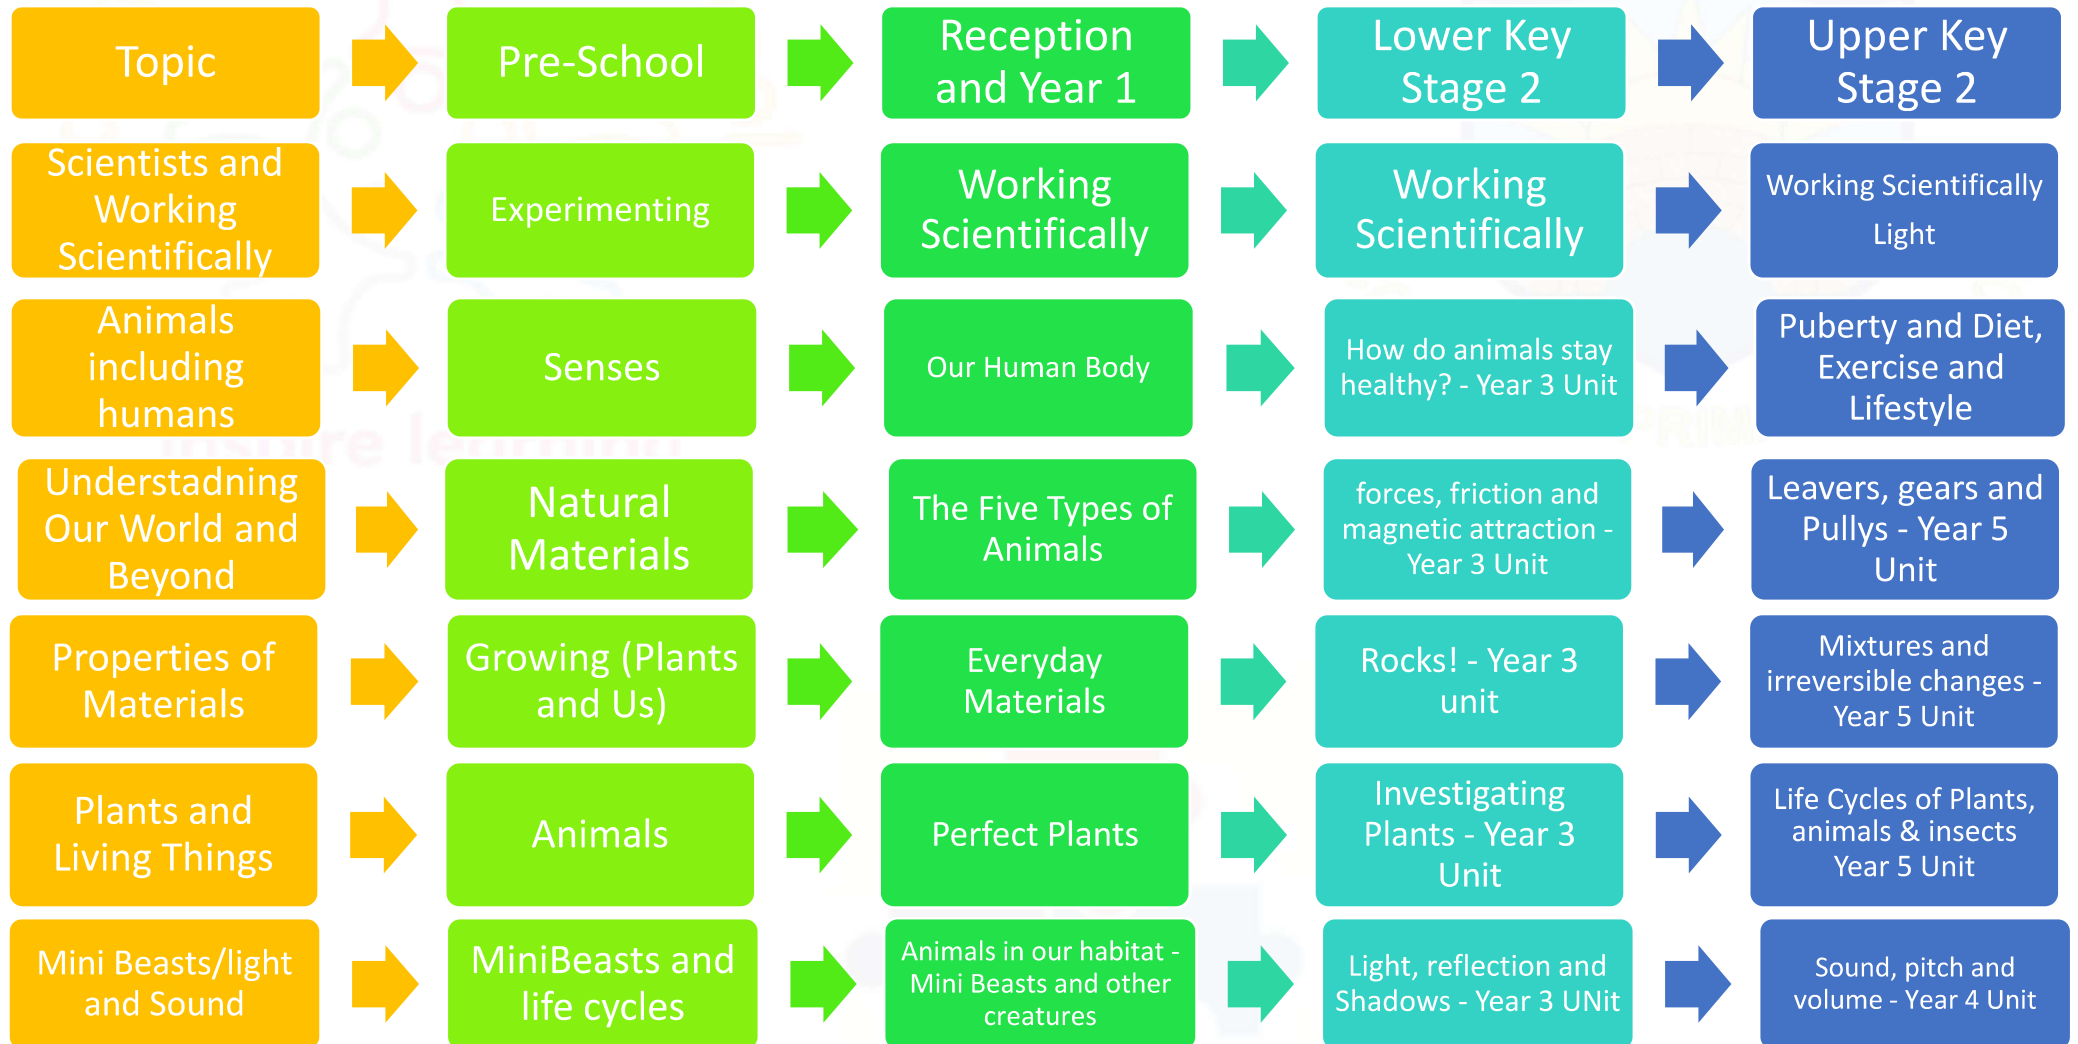 Topic
Pre-School
Reception
and Year 1
Lower Key
Stage 2
Upper Key
Stage 2
Scientists and
Working
Scientifically
Experimenting
Working
Scientifically
Working
Scientifically
Working Scientifically
Light
Animals
including
humans
Senses
Our Human Body
How do animals stay
healthy? - Year 3 Unit
Puberty and Diet,
Exercise and
Lifestyle
Understadning
Our World and
Beyond
Natural
Materials
The Five Types of
Animals
forces, friction and
magnetic attraction -
Year 3 Unit
Leavers, gears and
Pullys - Year 5
Unit
Properties of
Materials
Growing (Plants
and Us)
Everyday
Materials
Rocks! - Year 3
unit
Mixtures and
irreversible changes -
Year 5 Unit
Plants and
Living Things
Animals
Perfect Plants
Investigating
Plants - Year 3
Unit
Life Cycles of Plants,
animals & insects
Year 5 Unit
Mini Beasts/light
and Sound
MiniBeasts and
life cycles
Animals in our habitat -
Mini Beasts and other
creatures
Light, reflection and
Shadows - Year 3 UNit
Sound, pitch and
volume - Year 4 Unit
inspire learning